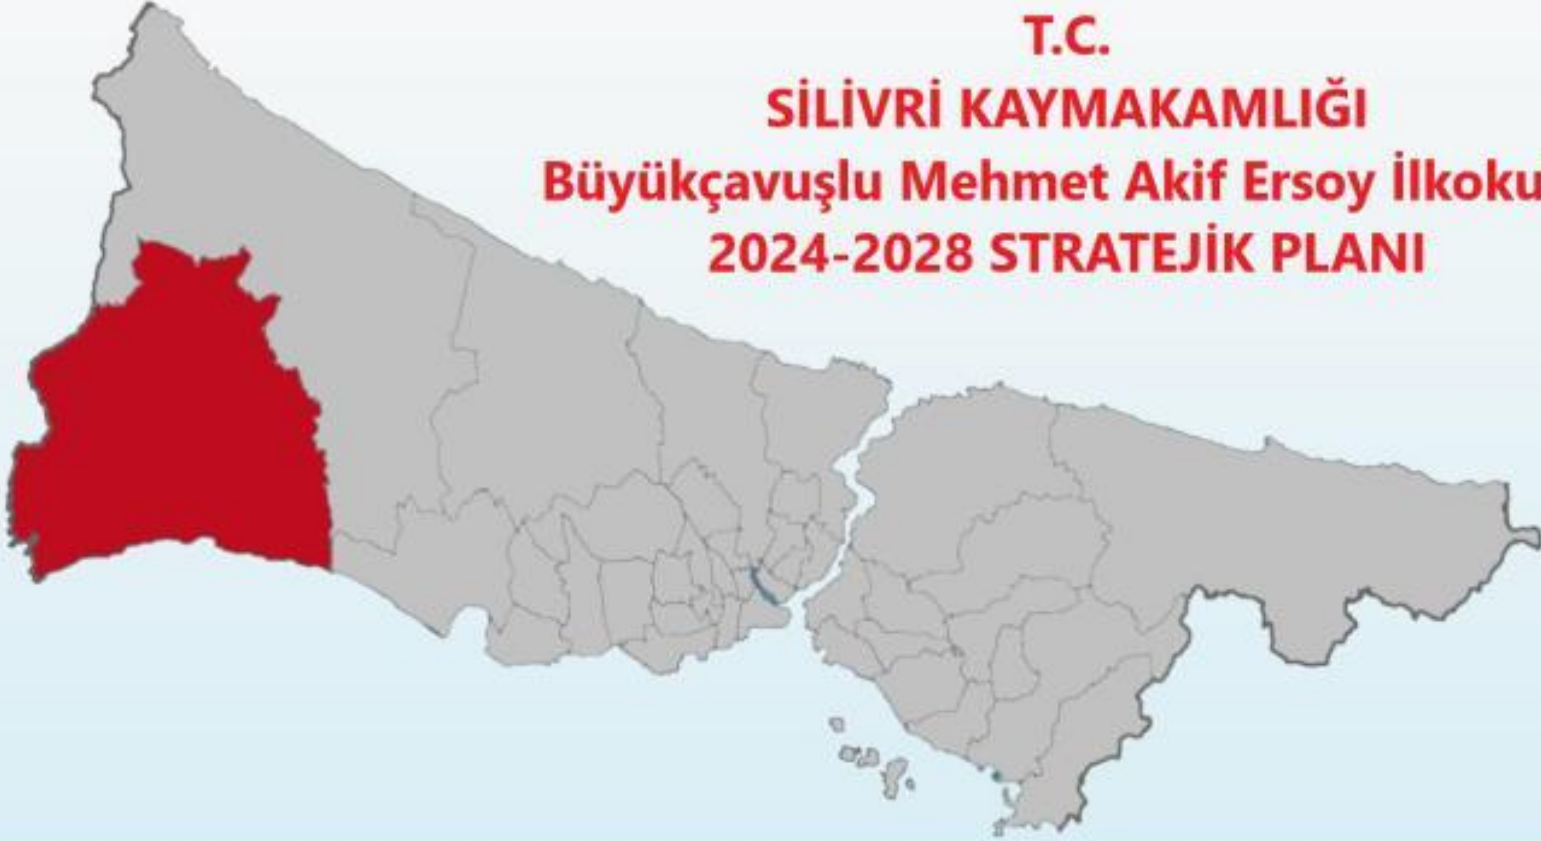 T.C.
SİLİVRİ KAYMAKAMLIĞI
Büyükçavuşlu Mehmet Akif Ersoy İlkoku
2024-2028 STRATEJİK PLANI